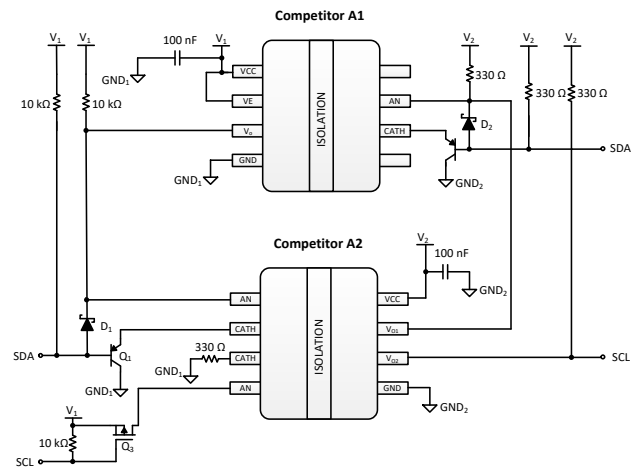 Competitor A1
V1
V1
100 nF
V1
V2
V2
V2
GND1
10 kΩ
10 kΩ
VCC
VE
Vo
GND
ISOLATION
AN
CATH
330 Ω
330 Ω
330 Ω
D2
SDA
GND1
GND2
Competitor A2
V2
100 nF
GND2
AN
CATH
CATH
AN
ISOLATION
VCC
VO1
VO2
GND
D1
330 Ω
SDA
Q1
GND1
GND1
SCL
GND2
V1
10 kΩ
Q3
SCL